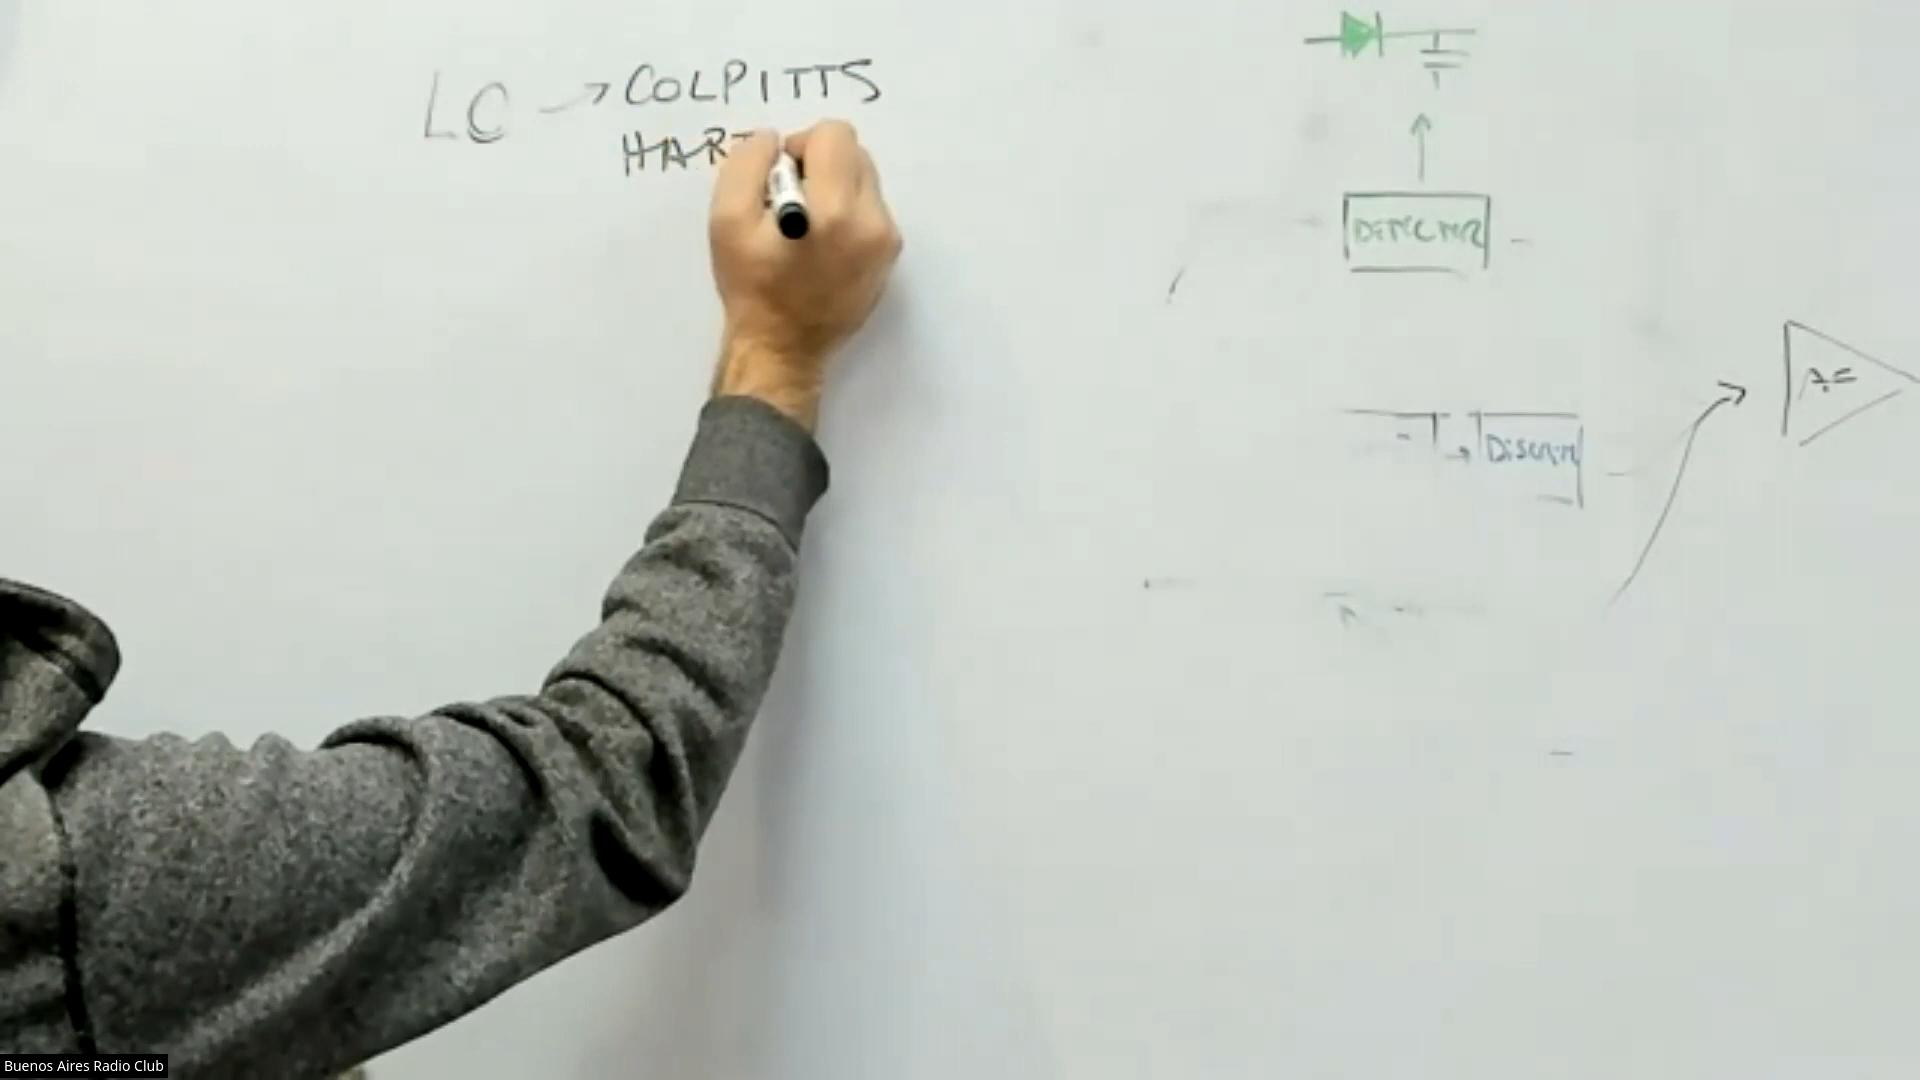 LC → COLPITTS
HART
DETECTOR
DISCRIM
Buenos Aires Radio Club